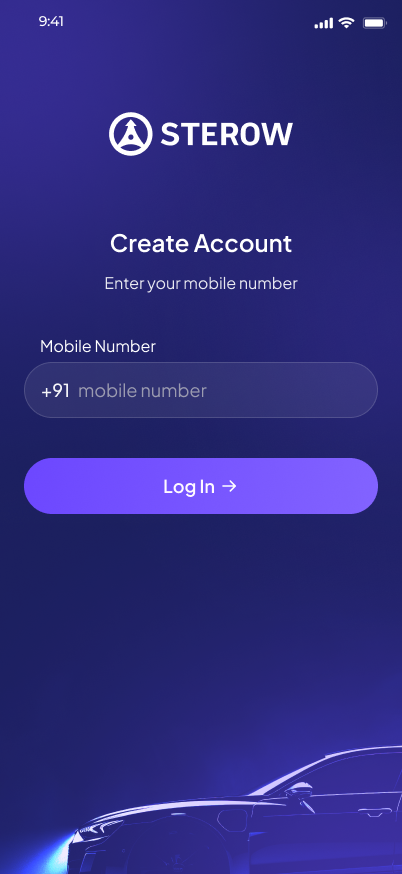 9:41
STEROW
Create Account
Enter your mobile number
Mobile Number
+91 mobile number
Log In →